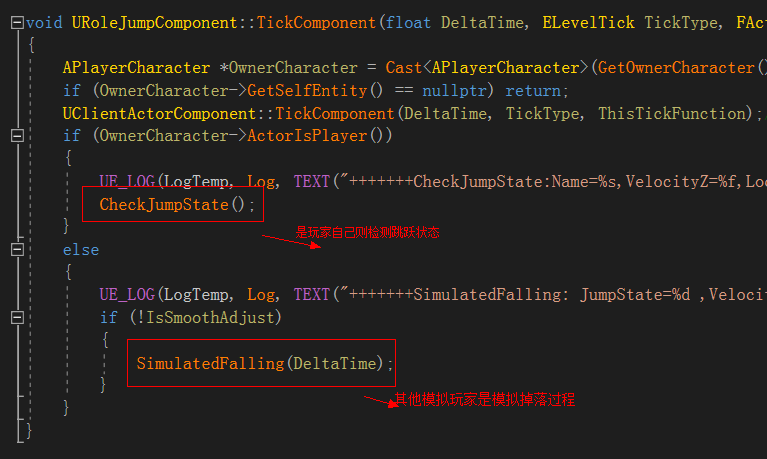 void URoleJumpComponent::TickComponent(float DeltaTime, ELevelTick TickType, FAct
{
APlayerCharacter *OwnerCharacter = Cast<APlayerCharacter>(GetOwnerCharacter()
if (OwnerCharacter->GetSelfEntity() == nullptr) return;
UClientActorComponent::TickComponent(DeltaTime, TickType, ThisTickFunction);
if (OwnerCharacter->ActorIsPlayer())
{
UE_LOG(LogTemp, Log, TEXT("+++++++CheckJumpState:Name=%s,VelocityZ=%f,Loc
CheckJumpState();
}
是玩家自己则检测跳跃状态
else
{
UE_LOG(LogTemp, Log, TEXT("+++++++SimulatedFalling: JumpState=%d ,Veloci
if (!IsSmoothAdjust)
{
SimulatedFalling(DeltaTime);
}
其他模拟玩家是模拟掉落过程
}
}